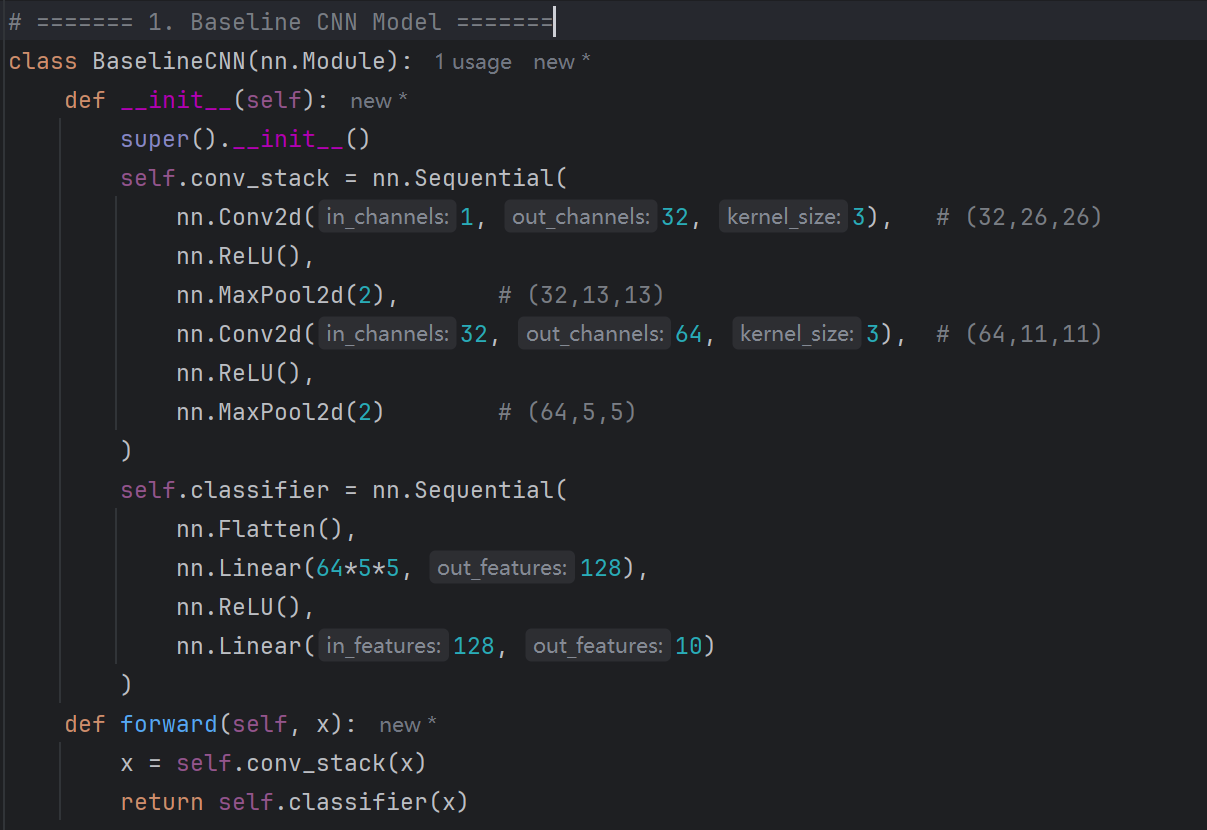 # ======= 1. Baseline CNN Model =======
class BaselineCNN(nn.Module):  1 usage  new *
    def __init__(self):  new *
        super().__init__()
        self.conv_stack = nn.Sequential(
            nn.Conv2d(in_channels: 1, out_channels: 32, kernel_size: 3),   # (32,26,26)
            nn.ReLU(),
            nn.MaxPool2d(2),       # (32,13,13)
            nn.Conv2d(in_channels: 32, out_channels: 64, kernel_size: 3),  # (64,11,11)
            nn.ReLU(),
            nn.MaxPool2d(2)        # (64,5,5)
        )
        self.classifier = nn.Sequential(
            nn.Flatten(),
            nn.Linear(64*5*5, out_features: 128),
            nn.ReLU(),
            nn.Linear(in_features: 128, out_features: 10)
        )
    def forward(self, x):  new *
        x = self.conv_stack(x)
        return self.classifier(x)